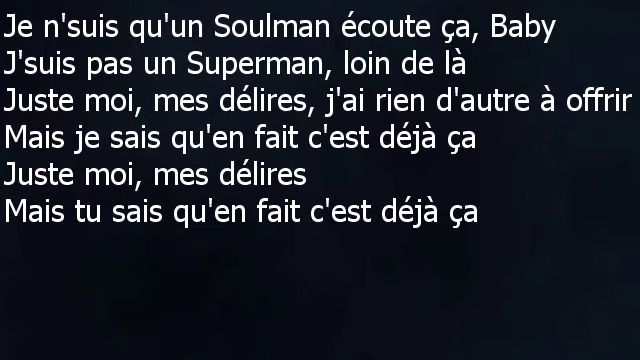 Je n'suis qu'un Soulman écoute ça, Baby
J'suis pas un Superman, loin de là
Juste moi, mes délires, j'ai rien d'autre à offrir
Mais je sais qu'en fait c'est déjà ça
Juste moi, mes délires
Mais tu sais qu'en fait c'est déjà ça